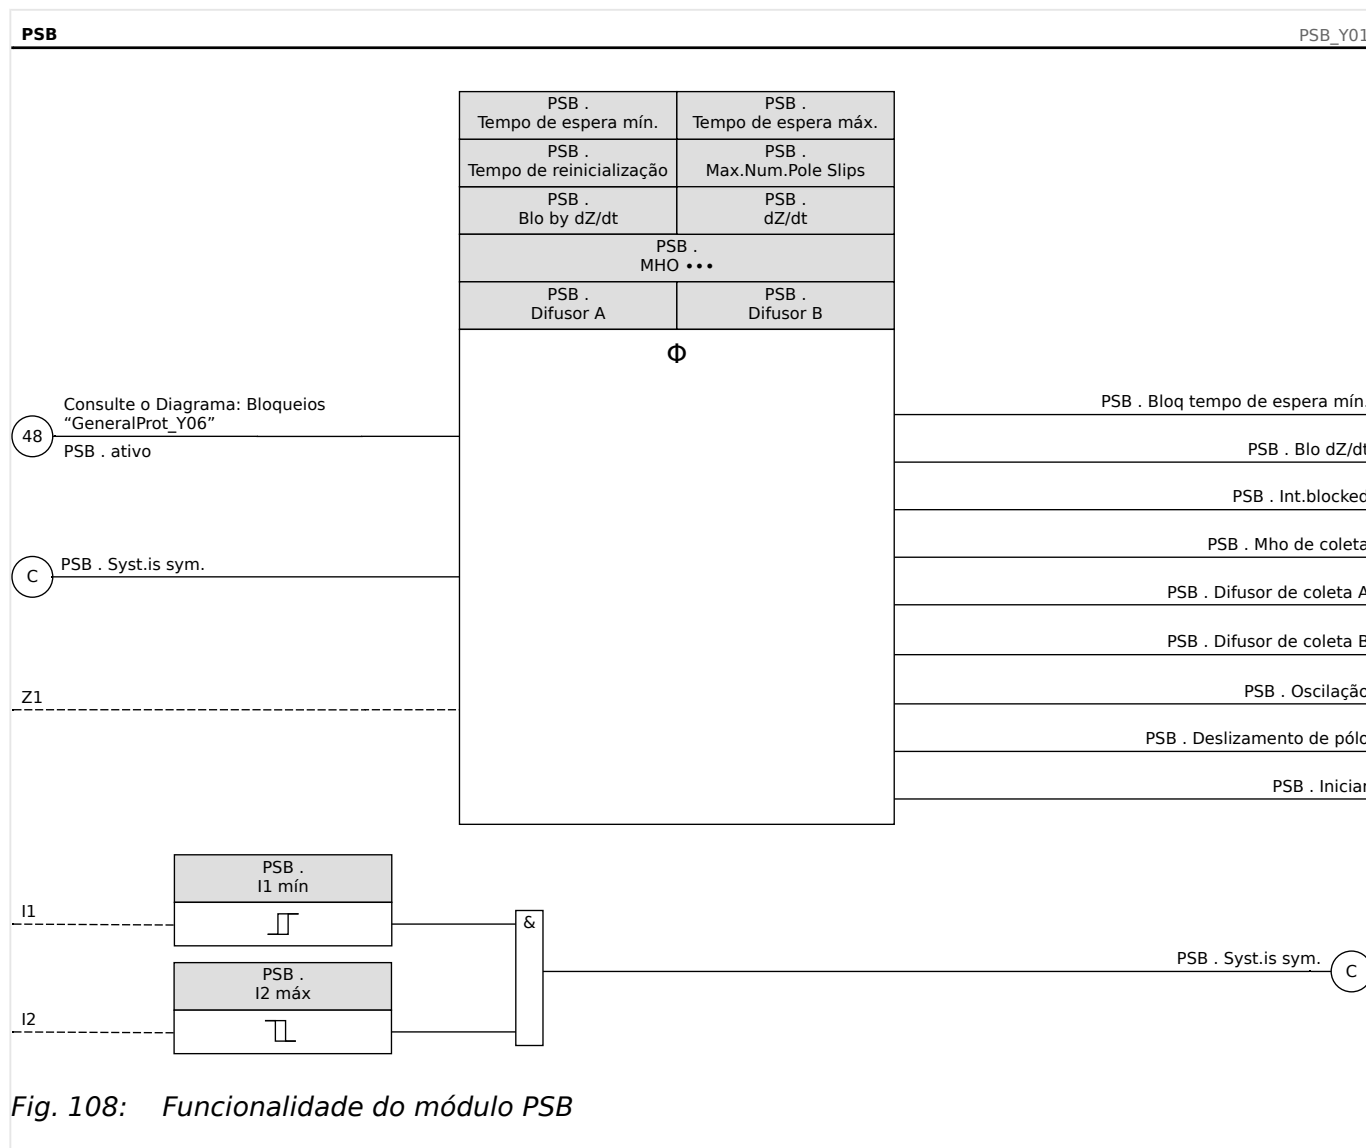 PSB
PSB_Y01
PSB .
Tempo de espera mín.
PSB .
Tempo de espera máx.
PSB .
Tempo de reinicialização
PSB .
Max.Num.Pole Slips
PSB .
Blo by dZ/dt
PSB .
dZ/dt
PSB .
MHO •••
PSB .
Difusor A
PSB .
Difusor B
Φ
48
Consulte o Diagrama: Bloqueios
“GeneralProt_Y06”
PSB . ativo
C
PSB . Syst.is sym.
Z1
PSB . Bloq tempo de espera mín.
PSB . Blo dZ/dt
PSB . Int.blocked
PSB . Mho de coleta
PSB . Difusor de coleta A
PSB . Difusor de coleta B
PSB . Oscilação
PSB . Deslizamento de pólo
PSB . Iniciar
PSB .
I1 mín
I1
&
PSB .
I2 máx
I2
PSB . Syst.is sym.
C
Fig. 108: Funcionalidade do módulo PSB